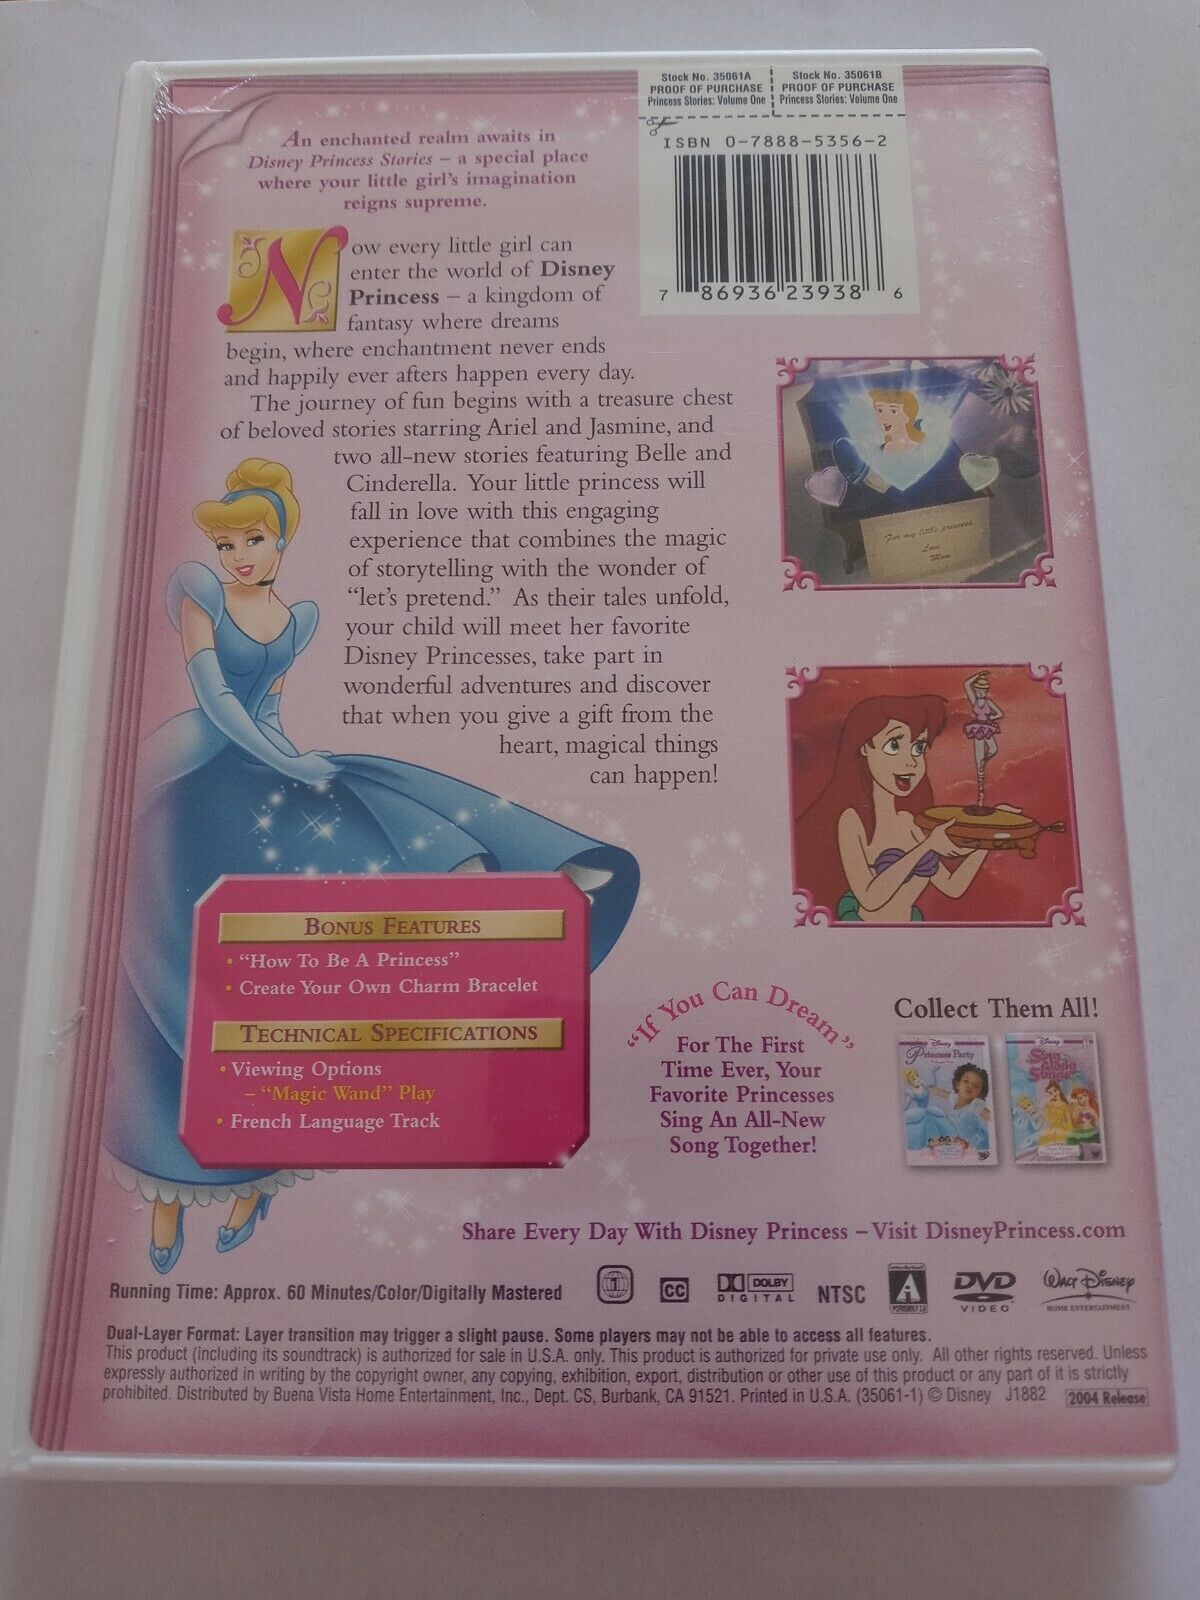 Stock No. 35061A
PROOF OF PURCHASE
Princess Stories: Volume One
Stock No. 35061B
PROOF OF PURCHASE
Princess Stories: Volume One
ISBN 0-7888-5356-2
7 86936 23938 6
An enchanted realm awaits in
Disney Princess Stories – a special place
where your little girl's imagination
reigns supreme.
Now every little girl can
enter the world of Disney
Princess – a kingdom of
fantasy where dreams
begin, where enchantment never ends
and happily ever afters happen every day.
The journey of fun begins with a treasure chest
of beloved stories starring Ariel and Jasmine, and
two all-new stories featuring Belle and
Cinderella. Your little princess will
fall in love with this engaging
experience that combines the magic
of storytelling with the wonder of
"let's pretend." As their tales unfold,
your child will meet her favorite
Disney Princesses, take part in
wonderful adventures and discover
that when you give a gift from the
heart, magical things
can happen!
For my little princess
Love
Mom
BONUS FEATURES
• "How To Be A Princess"
• Create Your Own Charm Bracelet
TECHNICAL SPECIFICATIONS
• Viewing Options
– "Magic Wand" Play
• French Language Track
"If You Can Dream"
For The First
Time Ever, Your
Favorite Princesses
Sing An All-New
Song Together!
Collect Them All!
Disney
Princess Party
Disney
Sing Along Songs
Share Every Day With Disney Princess – Visit DisneyPrincess.com
Running Time: Approx. 60 Minutes/Color/Digitally Mastered
1
CC
DOLBY
DIGITAL
NTSC
A
DVD
VIDEO
WALT DISNEY
HOME ENTERTAINMENT
Dual-Layer Format: Layer transition may trigger a slight pause. Some players may not be able to access all features.
This product (including its soundtrack) is authorized for sale in U.S.A. only. This product is authorized for private use only. All other rights reserved. Unless
expressly authorized in writing by the copyright owner, any copying, exhibition, export, distribution or other use of this product or any part of it is strictly
prohibited. Distributed by Buena Vista Home Entertainment, Inc., Dept. CS, Burbank, CA 91521. Printed in U.S.A. (35061-1) © Disney J1882
2004 Release